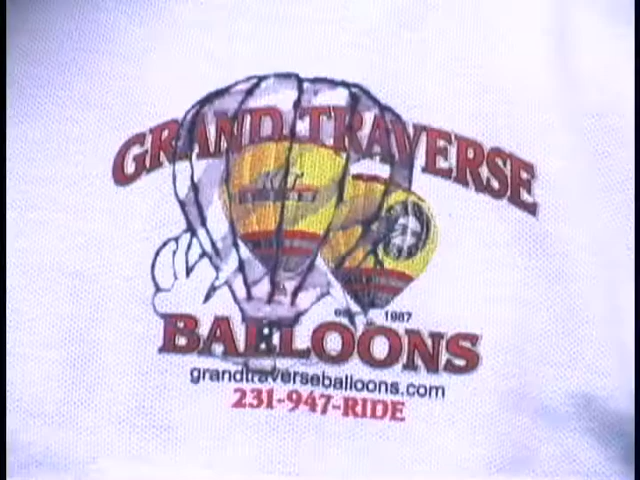 GRAND TRAVERSE
1987
BALLOONS
grandtraverseballoons.com
231-947-RIDE